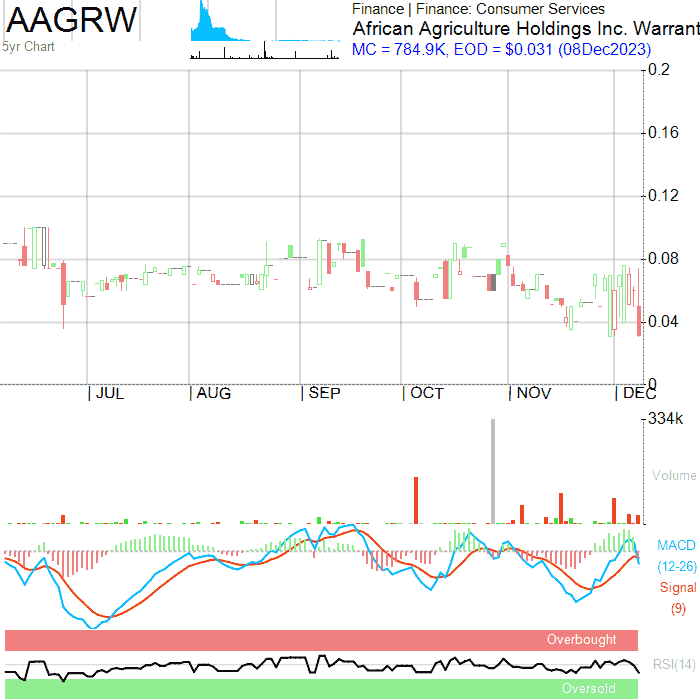 AAGRW
5yr Chart
Finance | Finance: Consumer Services
African Agriculture Holdings Inc. Warrant
MC = 784.9K, EOD = $0.031 (08Dec2023)
0.2
0.16
0.12
0.08
0.04
0
| JUL | AUG | SEP | OCT | NOV | DEC
334k
Volume
MACD
(12-26)
Signal
(9)
Overbought
RSI(14)
Oversold